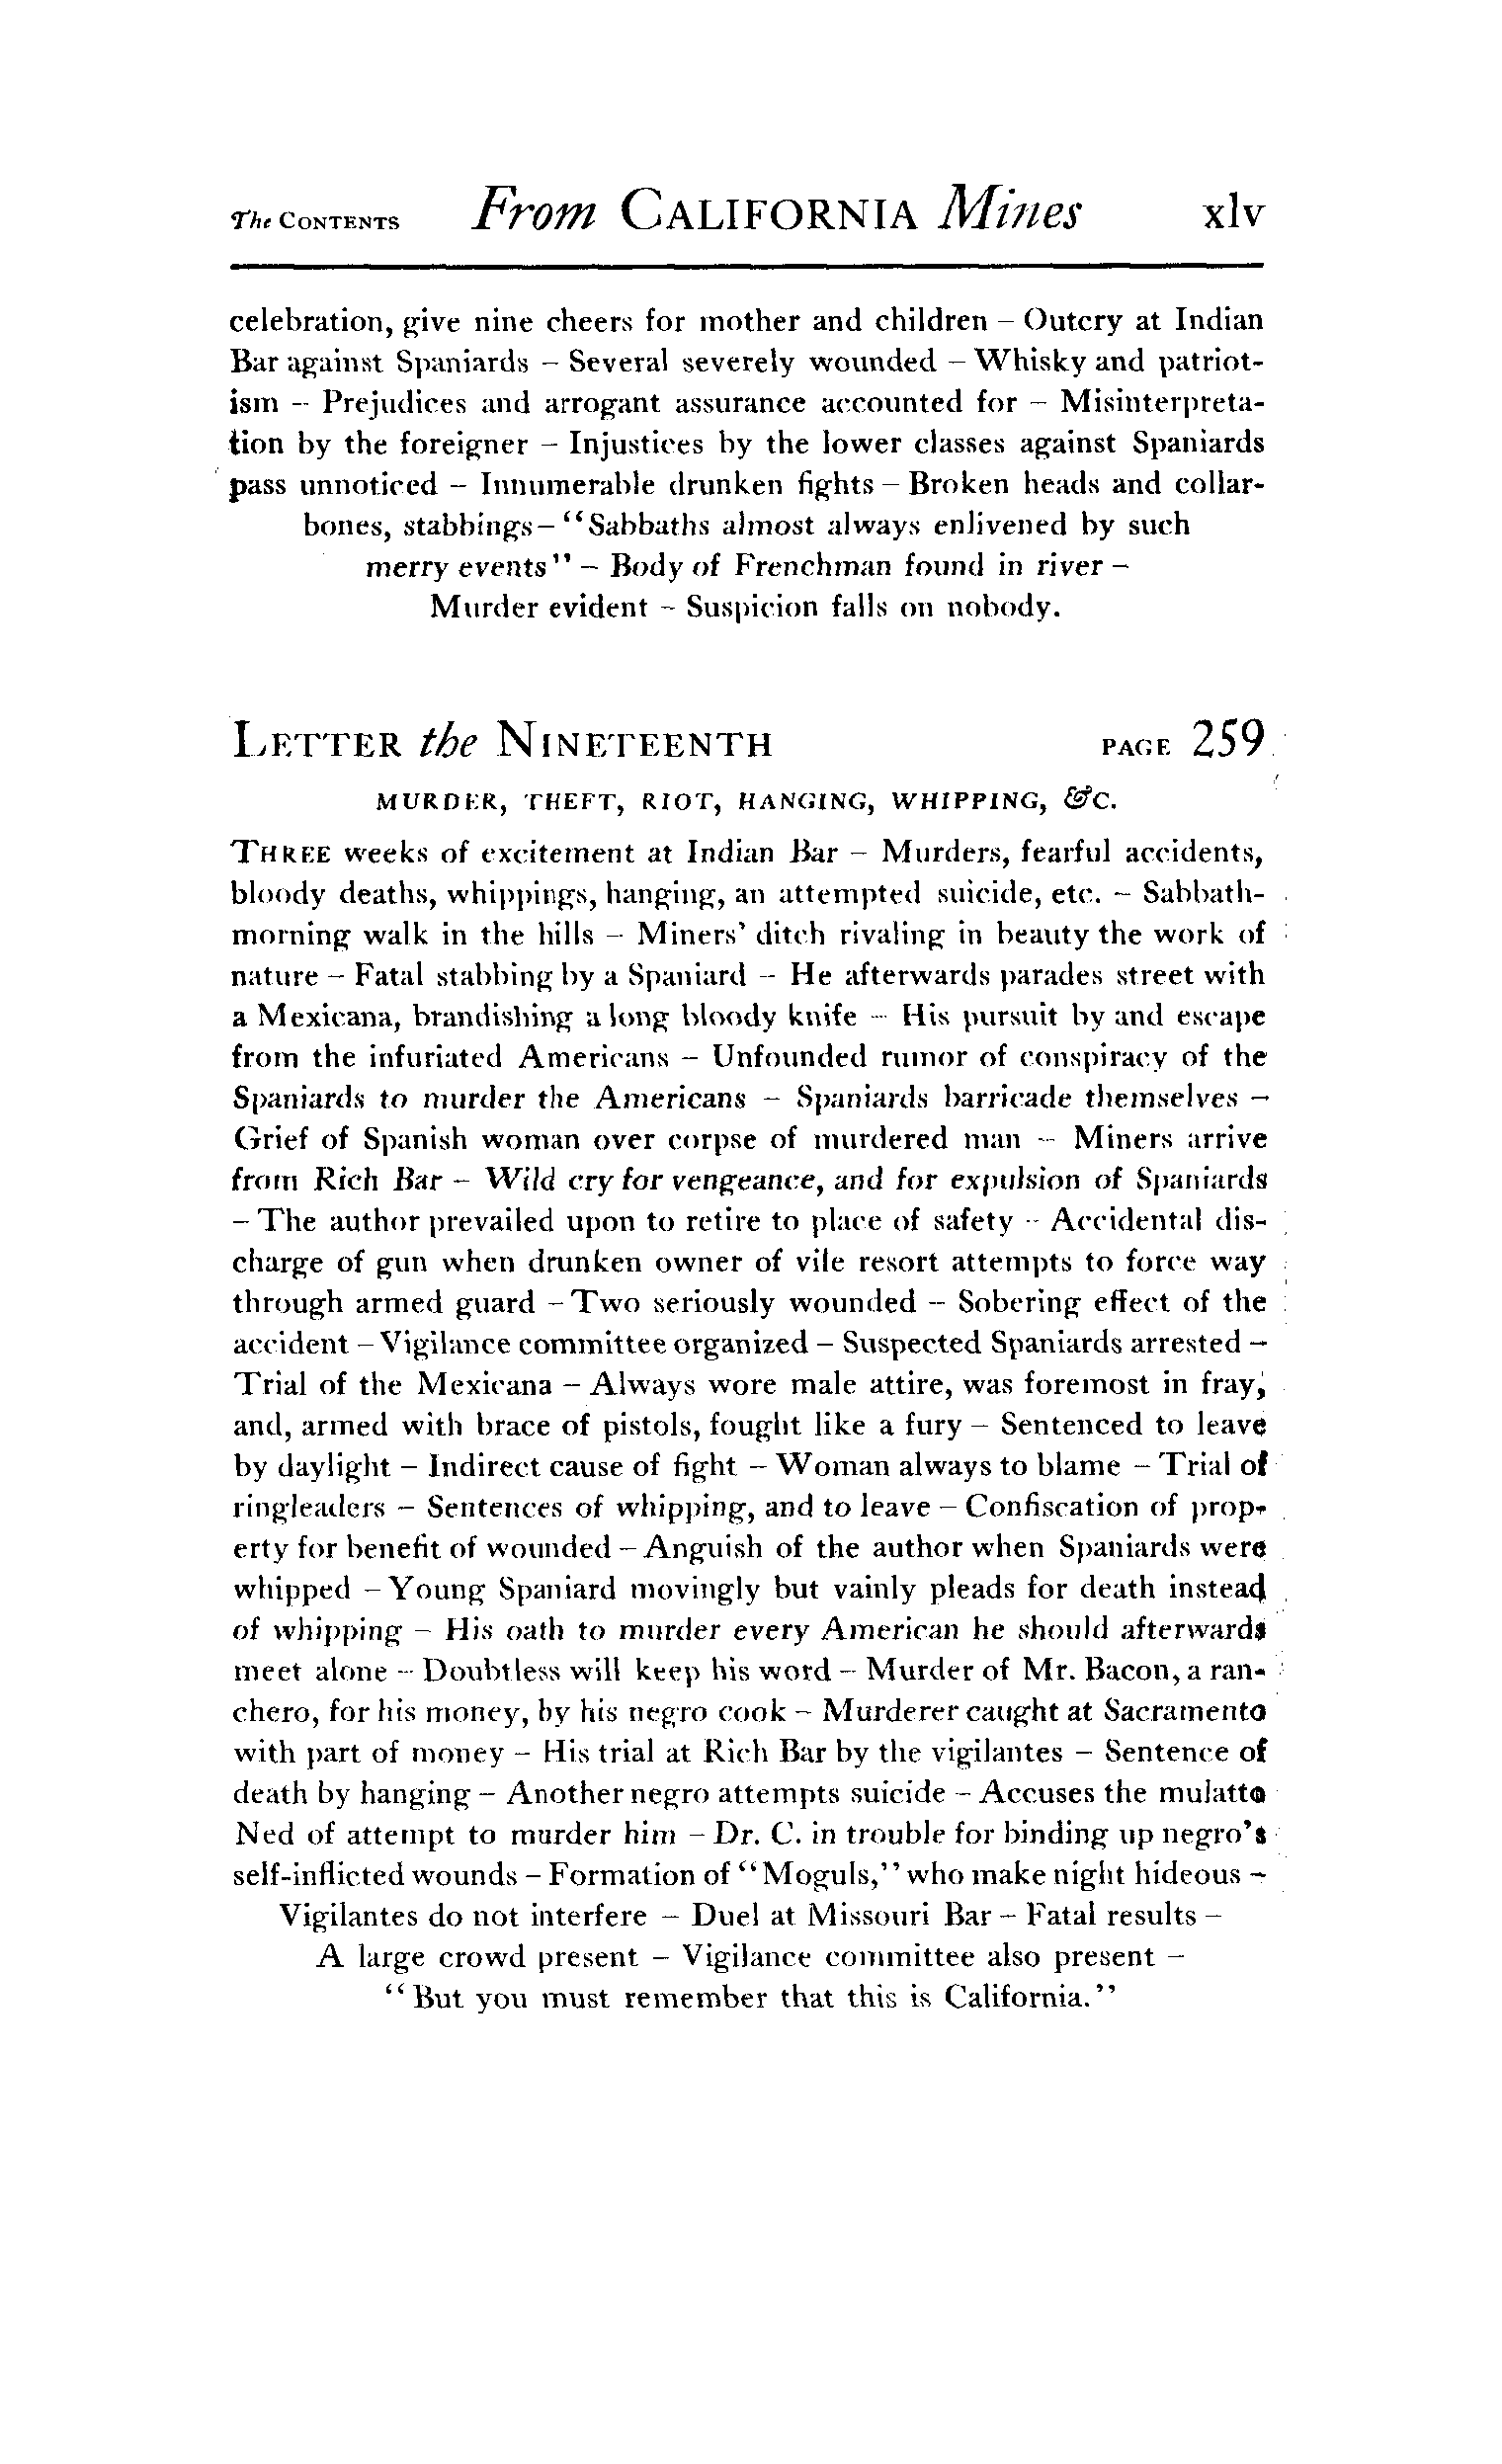 The CONTENTS From CALIFORNIA Mines xlv
celebration, give nine cheers for mother and children – Outcry at Indian
Bar against Spaniards – Several severely wounded – Whisky and patriot-
ism – Prejudices and arrogant assurance accounted for – Misinterpreta-
tion by the foreigner – Injustices by the lower classes against Spaniards
pass unnoticed – Innumerable drunken fights – Broken heads and collar-
bones, stabbings – “Sabbaths almost always enlivened by such
merry events” – Body of Frenchman found in river –
Murder evident – Suspicion falls on nobody.
LETTER the NINETEENTH PAGE 259
MURDER, THEFT, RIOT, HANGING, WHIPPING, &C.
THREE weeks of excitement at Indian Bar – Murders, fearful accidents,
bloody deaths, whippings, hanging, an attempted suicide, etc. – Sabbath-
morning walk in the hills – Miners’ ditch rivaling in beauty the work of
nature – Fatal stabbing by a Spaniard – He afterwards parades street with
a Mexicana, brandishing a long bloody knife – His pursuit by and escape
from the infuriated Americans – Unfounded rumor of conspiracy of the
Spaniards to murder the Americans – Spaniards barricade themselves –
Grief of Spanish woman over corpse of murdered man – Miners arrive
from Rich Bar – Wild cry for vengeance, and for expulsion of Spaniards
– The author prevailed upon to retire to place of safety – Accidental dis-
charge of gun when drunken owner of vile resort attempts to force way
through armed guard – Two seriously wounded – Sobering effect of the
accident – Vigilance committee organized – Suspected Spaniards arrested –
Trial of the Mexicana – Always wore male attire, was foremost in fray,
and, armed with brace of pistols, fought like a fury – Sentenced to leave
by daylight – Indirect cause of fight – Woman always to blame – Trial of
ringleaders – Sentences of whipping, and to leave – Confiscation of prop-
erty for benefit of wounded – Anguish of the author when Spaniards were
whipped – Young Spaniard movingly but vainly pleads for death instead
of whipping – His oath to murder every American he should afterwards
meet alone – Doubtless will keep his word – Murder of Mr. Bacon, a ran-
chero, for his money, by his negro cook – Murderer caught at Sacramento
with part of money – His trial at Rich Bar by the vigilantes – Sentence of
death by hanging – Another negro attempts suicide – Accuses the mulatto
Ned of attempt to murder him – Dr. C. in trouble for binding up negro’s
self-inflicted wounds – Formation of “Moguls,” who make night hideous –
Vigilantes do not interfere – Duel at Missouri Bar – Fatal results –
A large crowd present – Vigilance committee also present –
“But you must remember that this is California.”